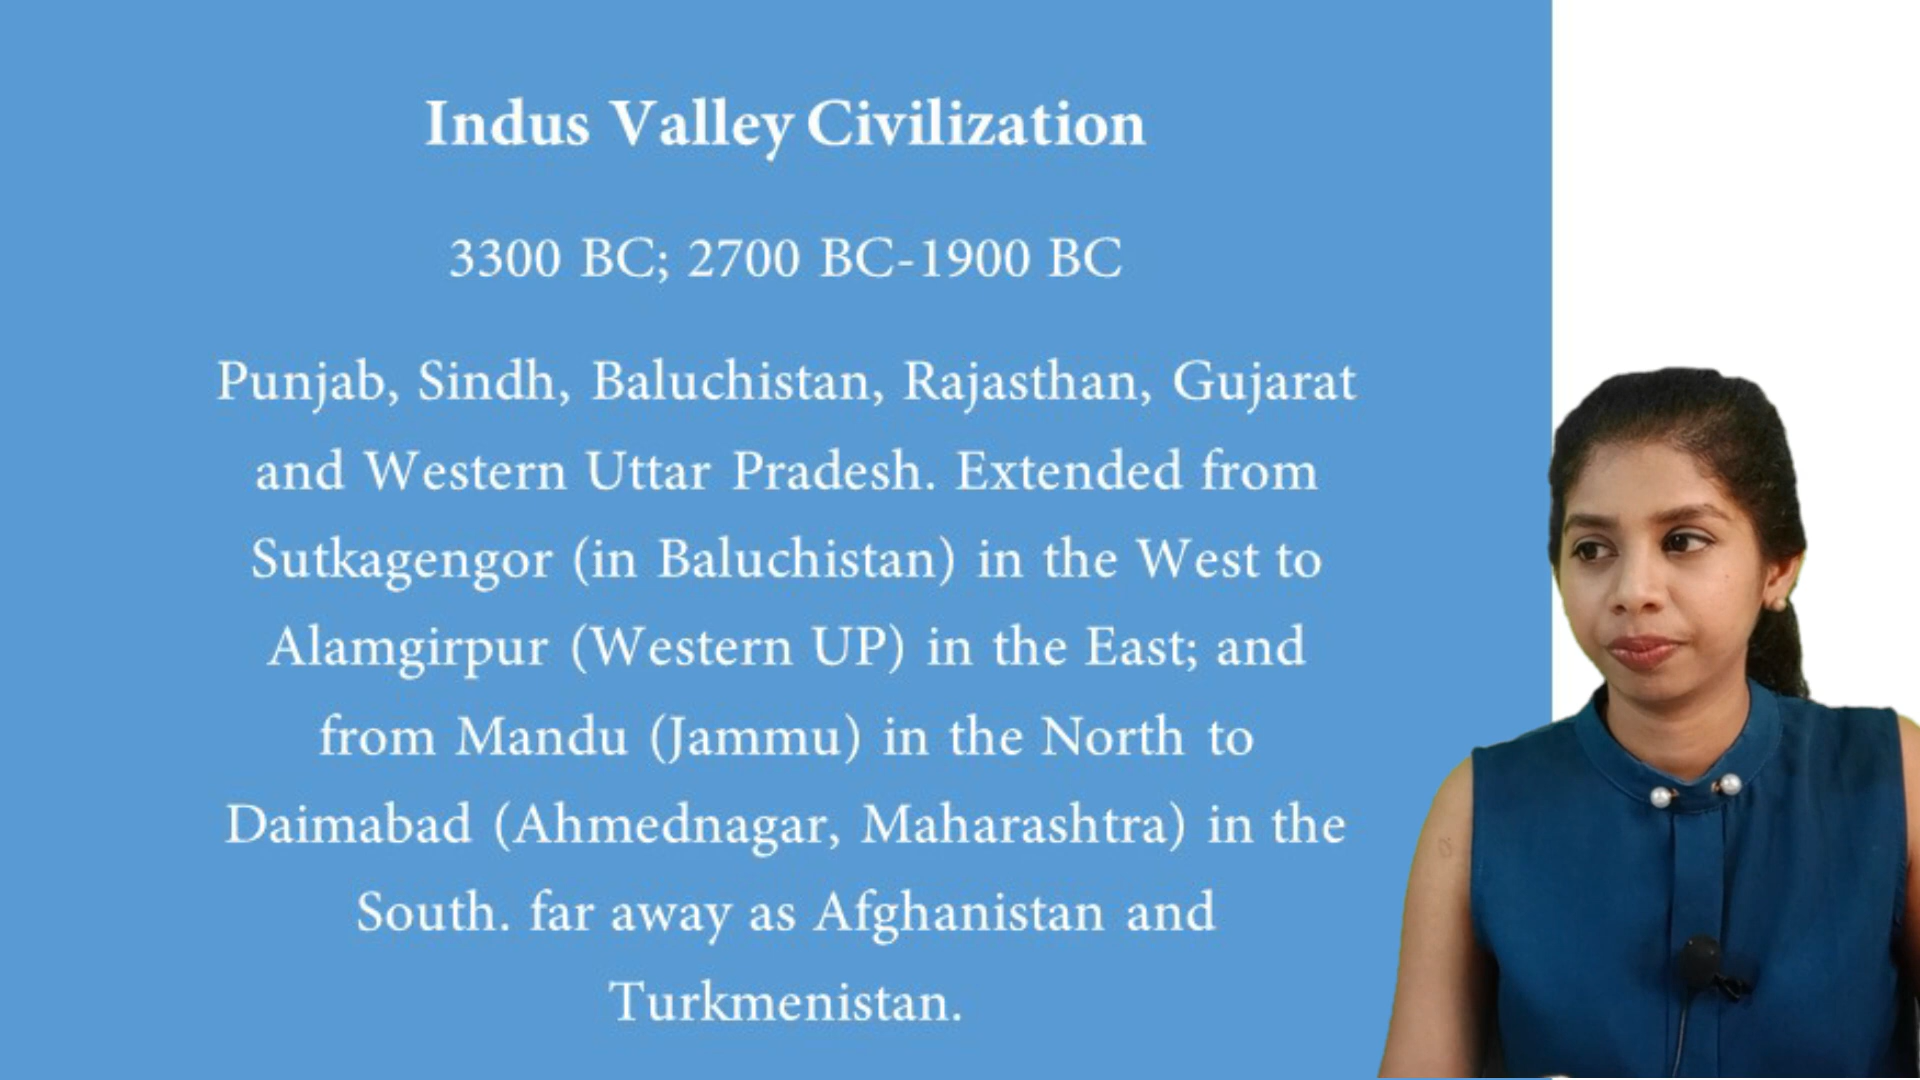 Indus Valley Civilization
3300 BC; 2700 BC-1900 BC
Punjab, Sindh, Baluchistan, Rajasthan, Gujarat
and Western Uttar Pradesh. Extended from
Sutkagengor (in Baluchistan) in the West to
Alamgirpur (Western UP) in the East; and
from Mandu (Jammu) in the North to
Daimabad (Ahmednagar, Maharashtra) in the
South. far away as Afghanistan and
Turkmenistan.